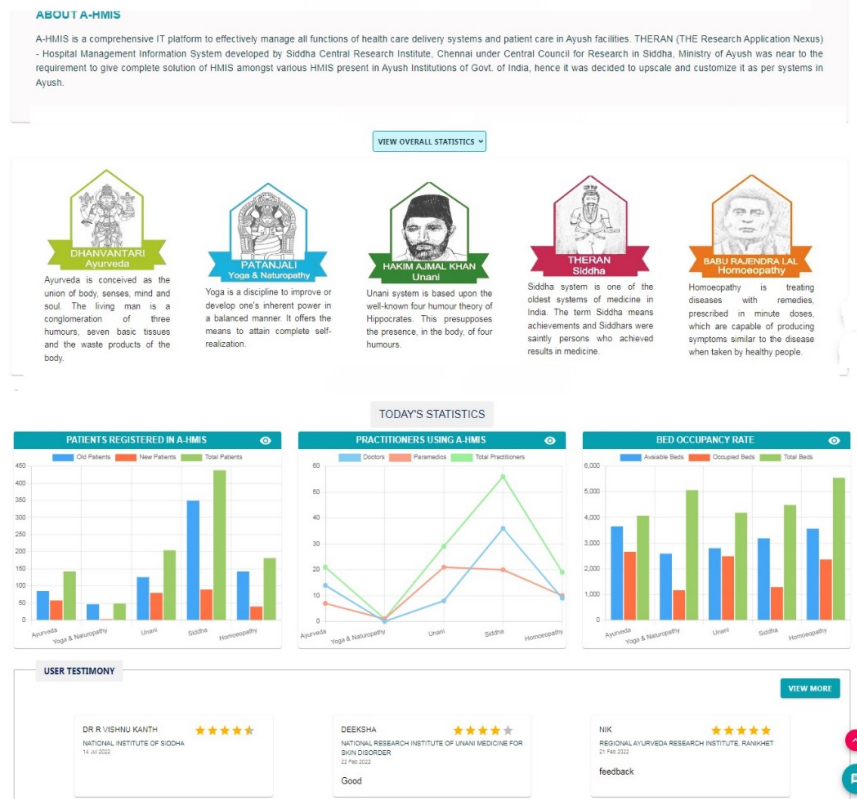 ABOUT A-HMIS
A-HMIS is a comprehensive IT platform to effectively manage all functions of health care delivery systems and patient care in Ayush facilities. THERAN (THE Research Application Nexus)
- Hospital Management Information System developed by Siddha Central Research Institute, Chennai under Central Council for Research in Siddha, Ministry of Ayush was near to the
requirement to give complete solution of HMIS amongst various HMIS present in Ayush Institutions of Govt. of India, hence it was decided to upscale and customize it as per systems in
Ayush.
VIEW OVERALL STATISTICS
DHANVANTARI
Ayurveda
Ayurveda is conceived as the
union of body, senses, mind and
soul. The living man is a
conglomeration of three
humours, seven basic tissues
and the waste products of the
body.
PATANJALI
Yoga & Naturopathy
Yoga is a discipline to improve or
develop one's inherent power in
a balanced manner. It offers the
means to attain complete self-
realization.
HAKIM AJMAL KHAN
Unani
Unani system is based upon the
well-known four humour theory of
Hippocrates. This presupposes
the presence, in the body, of four
humours.
THERAN
Siddha
Siddha system is one of the
oldest systems of medicine in
India. The term Siddha means
achievements and Siddhars were
saintly persons who achieved
results in medicine.
BABU RAJENDRA LAL
Homoeopathy
Homeopathy is treating
diseases with remedies,
prescribed in minute doses,
which are capable of producing
symptoms similar to the disease
when taken by healthy people.
TODAY'S STATISTICS
PATIENTS REGISTERED IN A-HMIS
Old Patients New Patients Total Patients
450
400
350
300
250
200
150
100
50
0
Ayurveda Yoga & Naturopathy Unani Siddha Homoeopathy
PRACTITIONERS USING A-HMIS
Doctors Paramedics Total Practitioners
60
50
40
30
20
10
0
Ayurveda Yoga & Naturopathy Unani Siddha Homoeopathy
BED OCCUPANCY RATE
Available Beds Occupied Beds Total Beds
6,000
5,000
4,000
3,000
2,000
1,000
0
Ayurveda Yoga & Naturopathy Unani Siddha Homoeopathy
USER TESTIMONY
VIEW MORE
DR R VISHNU KANTH
NATIONAL INSTITUTE OF SIDDHA
14 Jul 2022
DEEKSHA
NATIONAL RESEARCH INSTITUTE OF UNANI MEDICINE FOR
SKIN DISORDER
22 Feb 2022
Good
NIK
REGIONAL AYURVEDA RESEARCH INSTITUTE, RANIKHET
21 Feb 2022
feedback